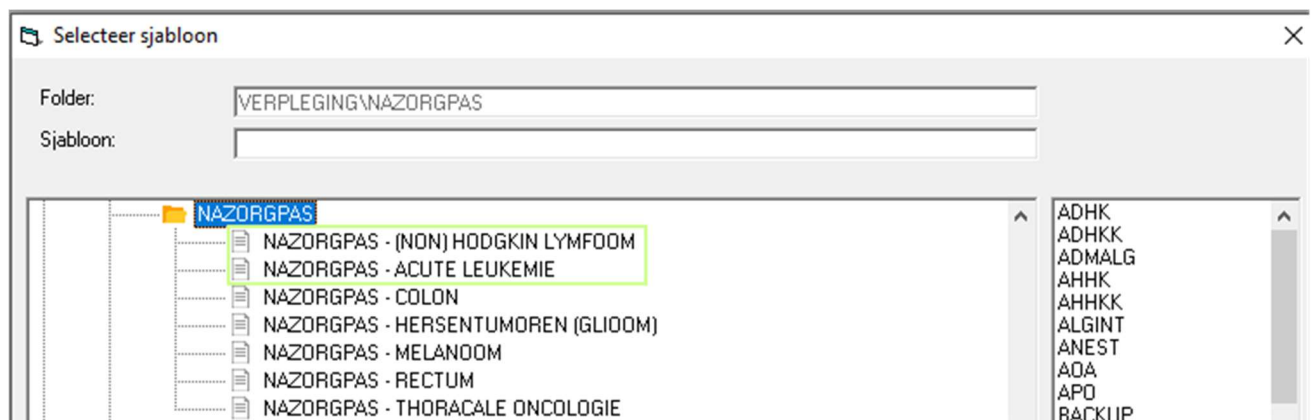 Selecteer sjabloon
Folder:
VERPLEGING\NAZORGPAS
Sjabloon:
NAZORGPAS
NAZORGPAS - (NON) HODGKIN LYMFOOM
NAZORGPAS - ACUTE LEUKEMIE
NAZORGPAS - COLON
NAZORGPAS - HERSENTUMOREN (GLIOOM)
NAZORGPAS - MELANOOM
NAZORGPAS - RECTUM
NAZORGPAS - THORACALE ONCOLOGIE
ADHK
ADHKK
ADMALG
AHHK
AHHKK
ALGINT
ANEST
AOA
APO
BACKUP